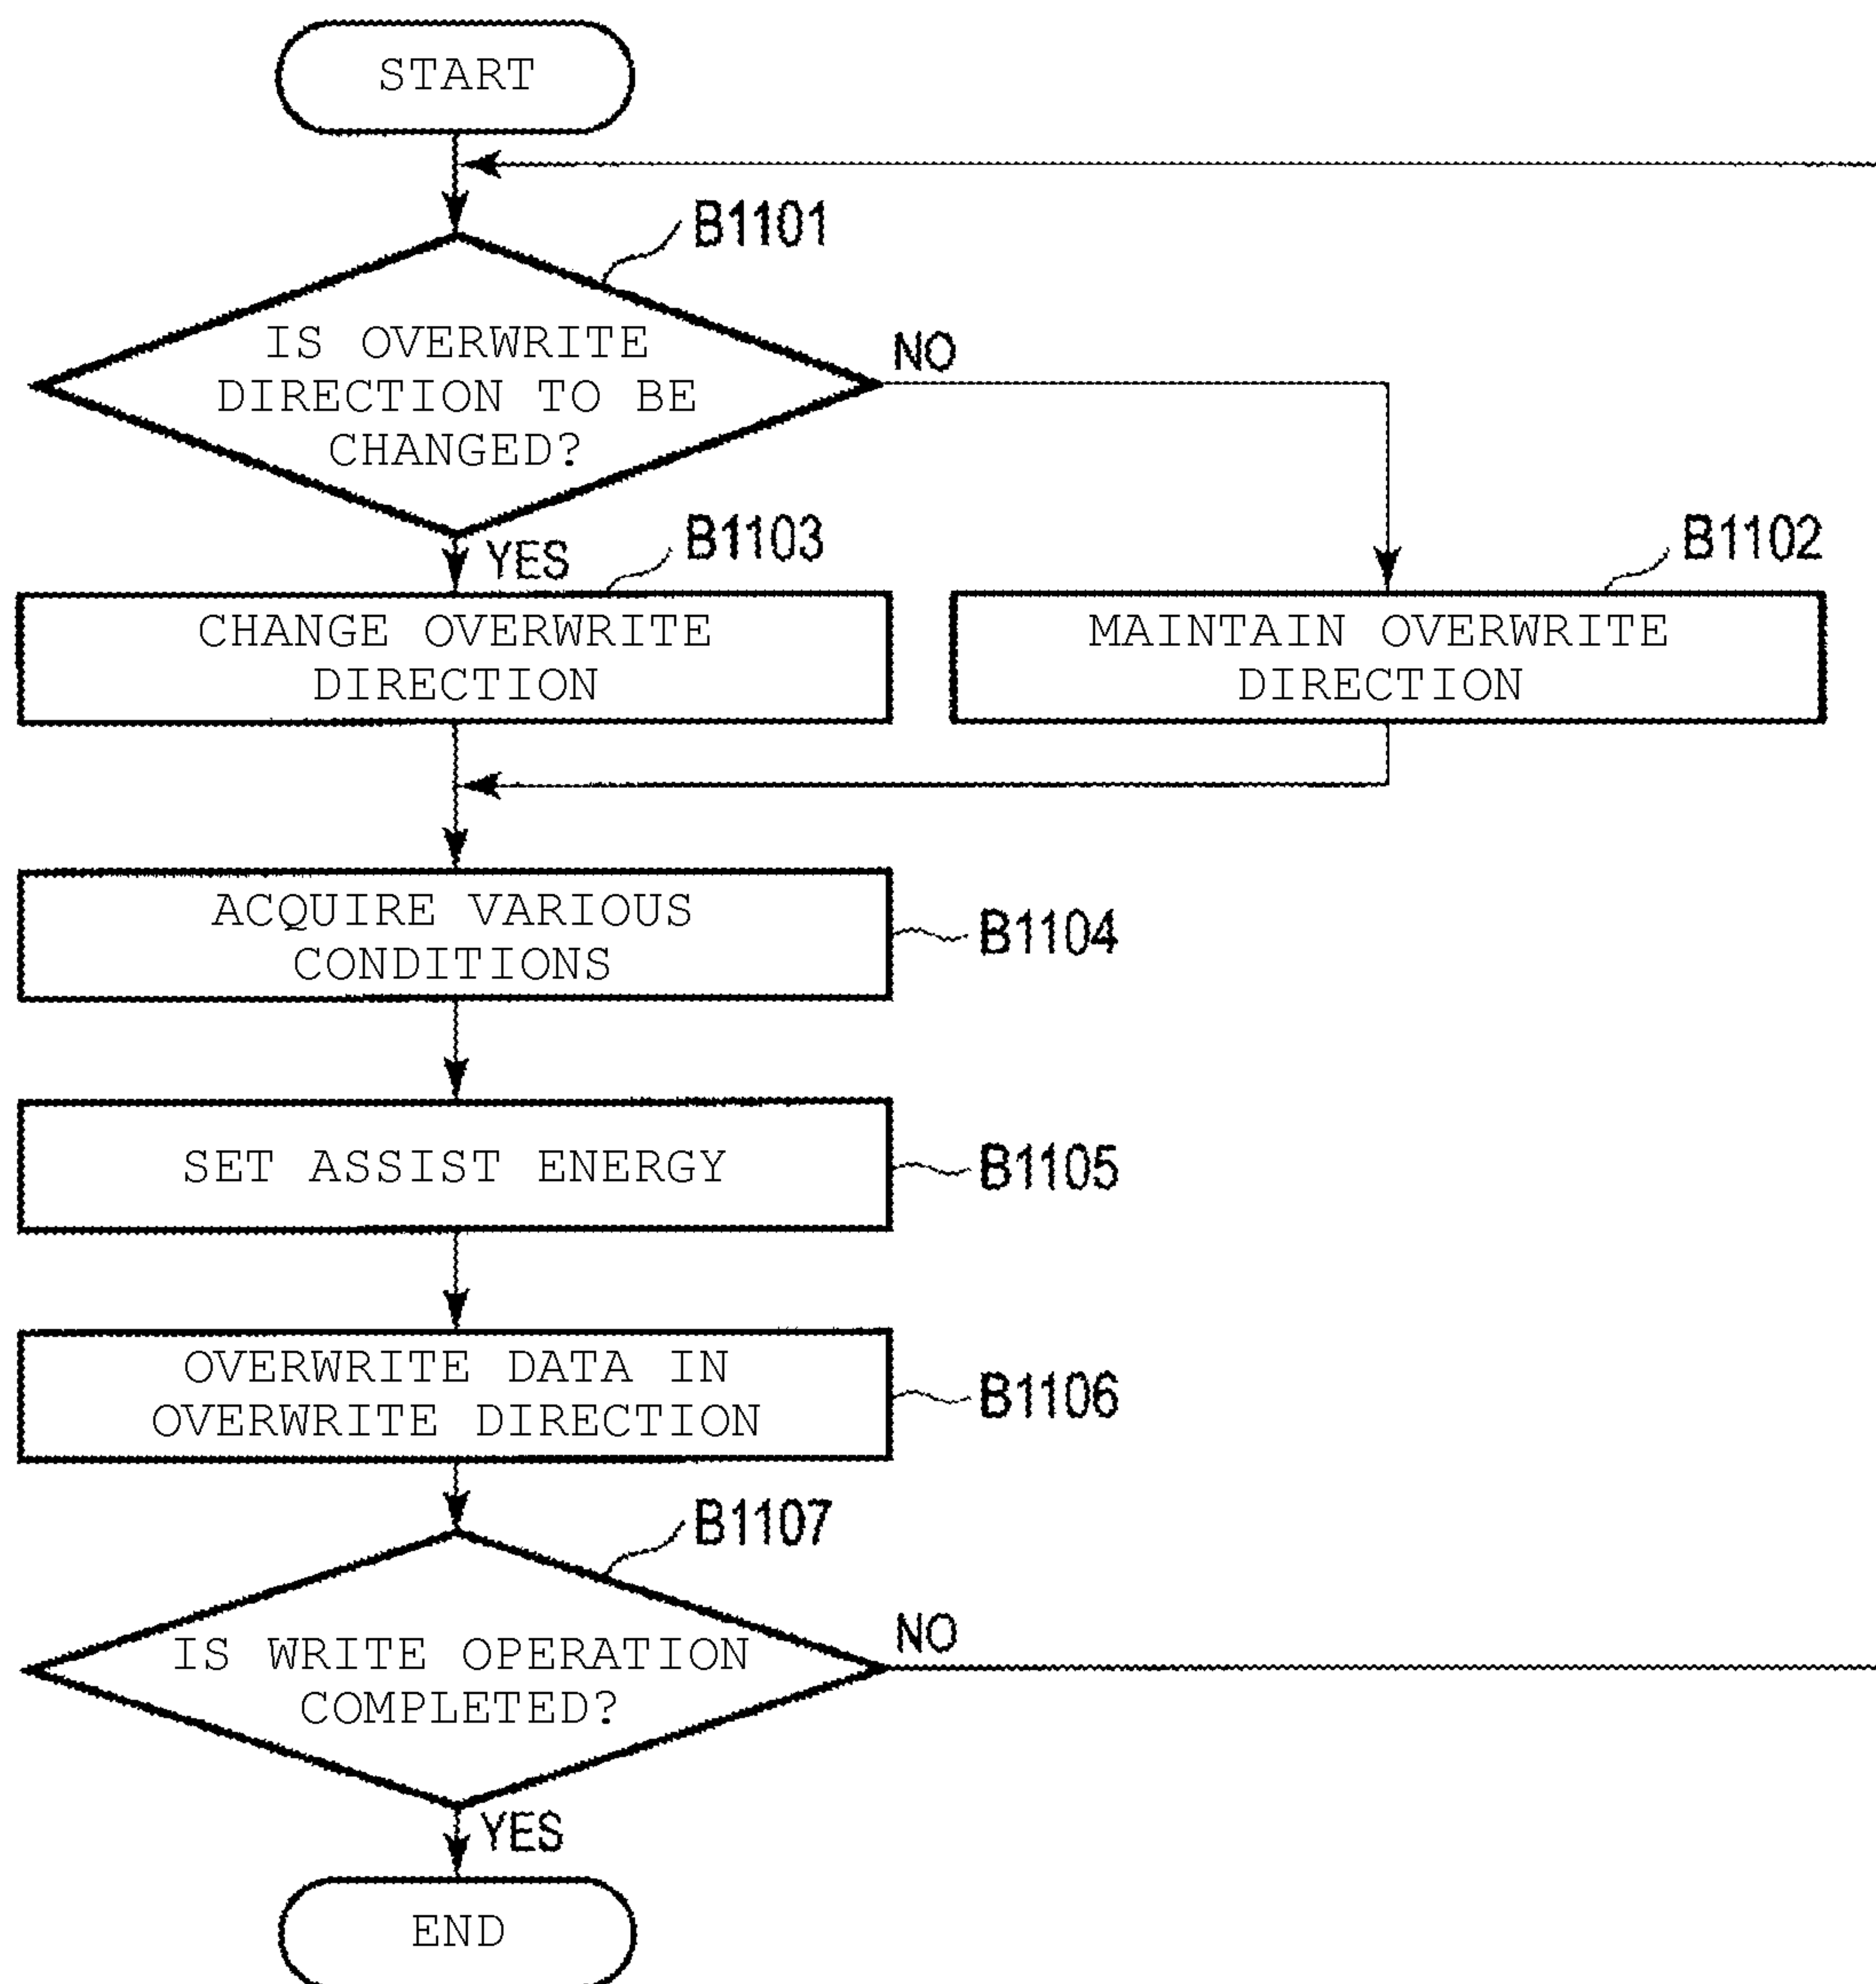 START
B1101
IS OVERWRITE
DIRECTION TO BE
CHANGED?
NO
YES
B1103
B1102
CHANGE OVERWRITE
DIRECTION
MAINTAIN OVERWRITE
DIRECTION
ACQUIRE VARIOUS
CONDITIONS
B1104
SET ASSIST ENERGY
B1105
OVERWRITE DATA IN
OVERWRITE DIRECTION
B1106
B1107
IS WRITE OPERATION
COMPLETED?
NO
YES
END